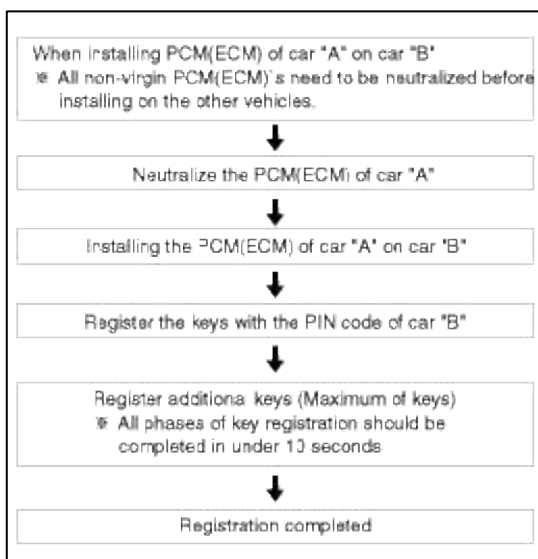 When installing PCM(ECM) of car "A" on car "B"
※ All non-virgin PCM(ECM)`s need to be neutralized before
installing on the other vehicles.
Neutralize the PCM(ECM) of car "A"
Installing the PCM(ECM) of car "A" on car "B"
Register the keys with the PIN code of car "B"
Register additional keys (Maximum of keys)
※ All phases of key registration should be
completed in under 10 seconds
Registration completed